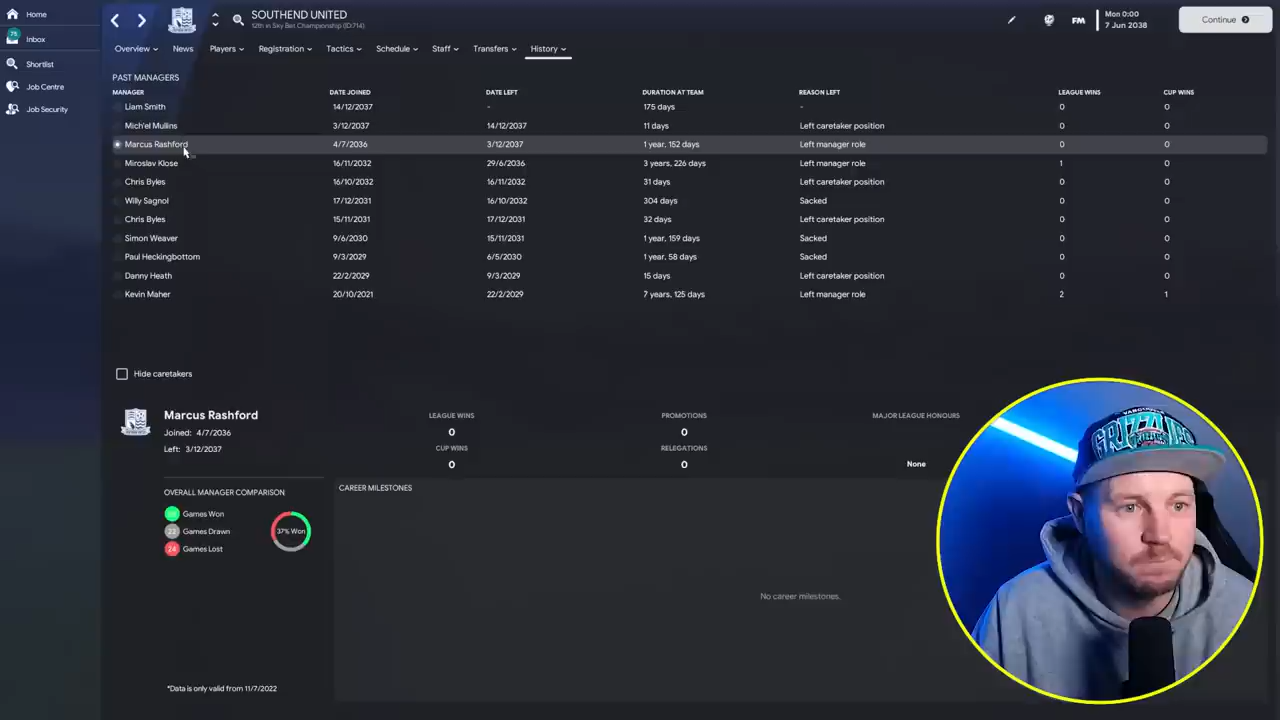 Home
SOUTHEND UNITED
12th in Sky Bet Championship (ID:714)
FM
Mon 0:00
7 Jun 2038
Continue
75
Inbox
Overview News Players Registration Tactics Schedule Staff Transfers History
Shortlist
Job Centre
Job Security
PAST MANAGERS
MANAGER DATE JOINED DATE LEFT DURATION AT TEAM REASON LEFT LEAGUE WINS CUP WINS
Liam Smith 14/12/2037 - 175 days - 0 0
Mich'el Mullins 3/12/2037 14/12/2037 11 days Left caretaker position 0 0
Marcus Rashford 4/7/2036 3/12/2037 1 year, 152 days Left manager role 0 0
Miroslav Klose 16/11/2032 29/6/2036 3 years, 226 days Left manager role 1 0
Chris Byles 16/10/2032 16/11/2032 31 days Left caretaker position 0 0
Willy Sagnol 17/12/2031 16/10/2032 304 days Sacked 0 0
Chris Byles 15/11/2031 17/12/2031 32 days Left caretaker position 0 0
Simon Weaver 9/6/2030 15/11/2031 1 year, 159 days Sacked 0 0
Paul Heckingbottom 9/3/2029 6/5/2030 1 year, 58 days Sacked 0 0
Danny Heath 22/2/2029 9/3/2029 15 days Left caretaker position 0 0
Kevin Maher 20/10/2021 22/2/2029 7 years, 125 days Left manager role 2 1
Hide caretakers
Marcus Rashford
Joined: 4/7/2036
Left: 3/12/2037
LEAGUE WINS PROMOTIONS MAJOR LEAGUE HONOURS
0 0
CUP WINS RELEGATIONS
0 0 None
OVERALL MANAGER COMPARISON
Games Won
22 Games Drawn
24 Games Lost
37% Won
CAREER MILESTONES
No career milestones.
*Data is only valid from 11/7/2022
VANCOUVER
GRIZZLIES